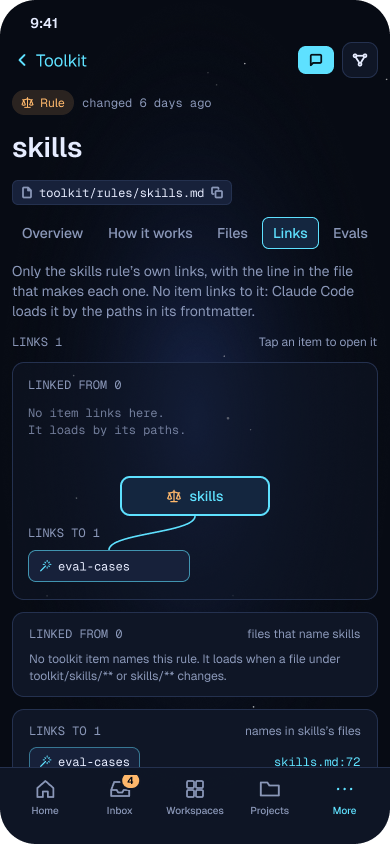 9:41
Toolkit
Rule changed 6 days ago
skills
toolkit/rules/skills.md
Overview How it works Files Links Evals
Only the skills rule’s own links, with the line in the file
that makes each one. No item links to it: Claude Code
loads it by the paths in its frontmatter.
LINKS 1 Tap an item to open it
LINKED FROM 0
No item links here.
It loads by its paths.
skills
LINKS TO 1
eval-cases
LINKED FROM 0 files that name skills
No toolkit item names this rule. It loads when a file under
toolkit/skills/** or skills/** changes.
LINKS TO 1 names in skills’s files
eval-cases skills.md:72
4
Home Inbox Workspaces Projects More